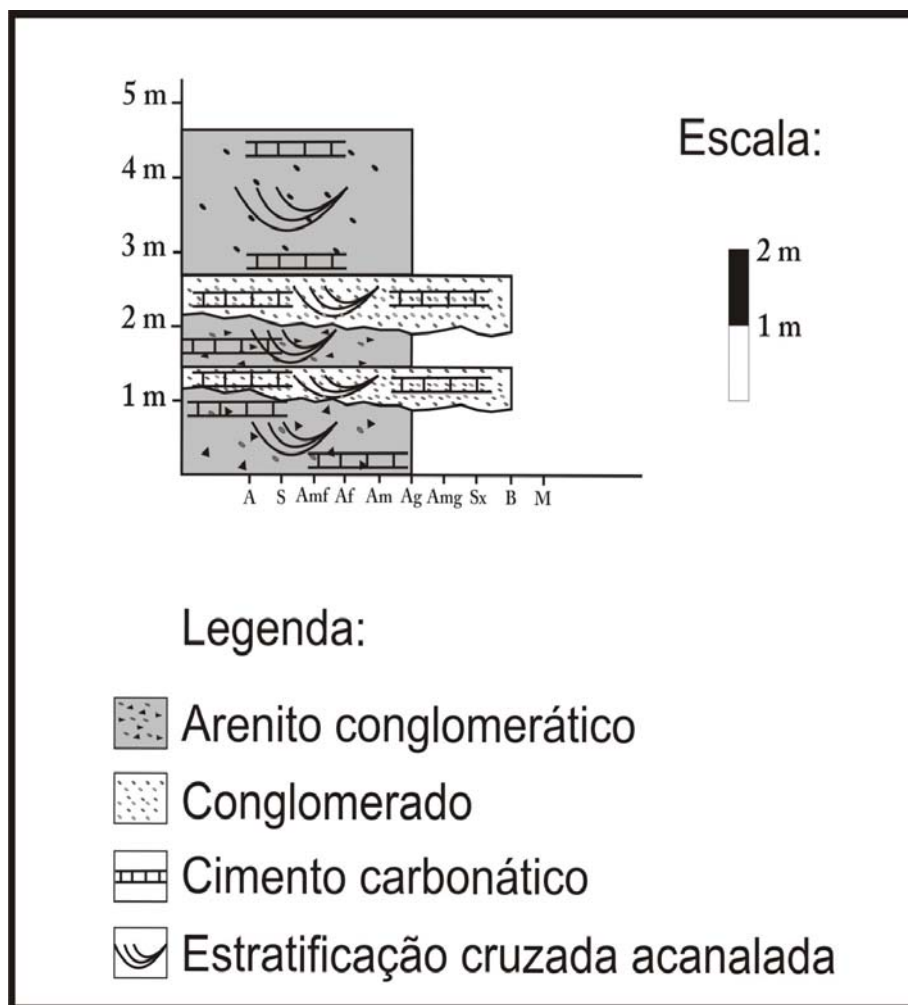 5 m
4 m
3 m
2 m
1 m
A S Amf Af Am Ag Amg Sx B M
Escala:
2 m
1 m
Legenda:
Arenito conglomerático
Conglomerado
Cimento carbonático
Estratificação cruzada acanalada